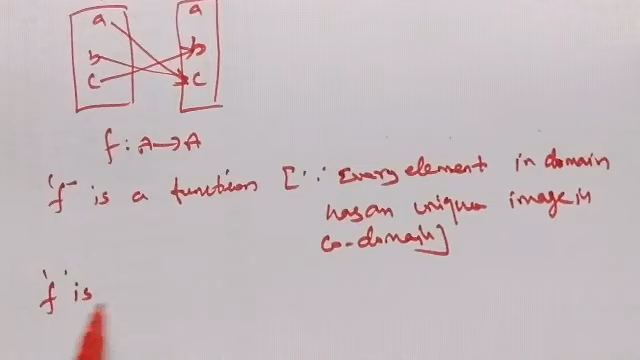 a a
b b
c c
f : A → A
'f' is a function [∵ Every element in domain
has an unique image in
co-domain]
'f' is